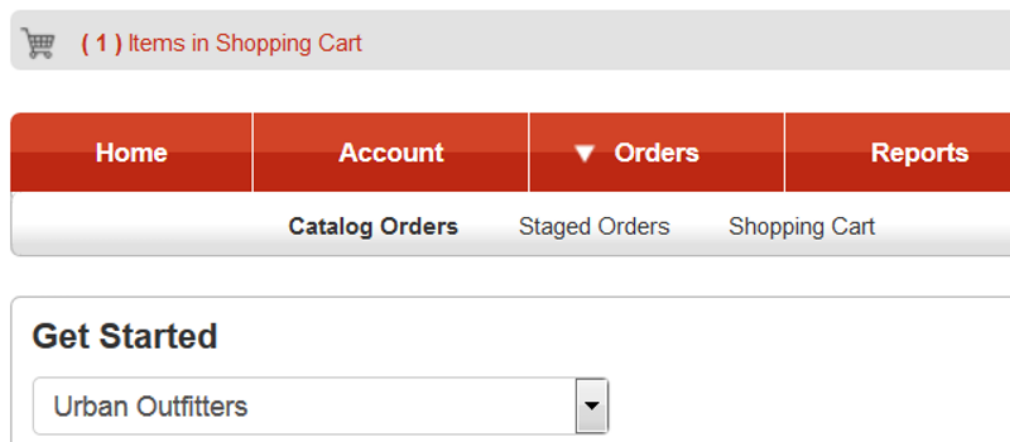 ( 1 ) Items in Shopping Cart
Home Account Orders Reports
Catalog Orders Staged Orders Shopping Cart
Get Started
Urban Outfitters